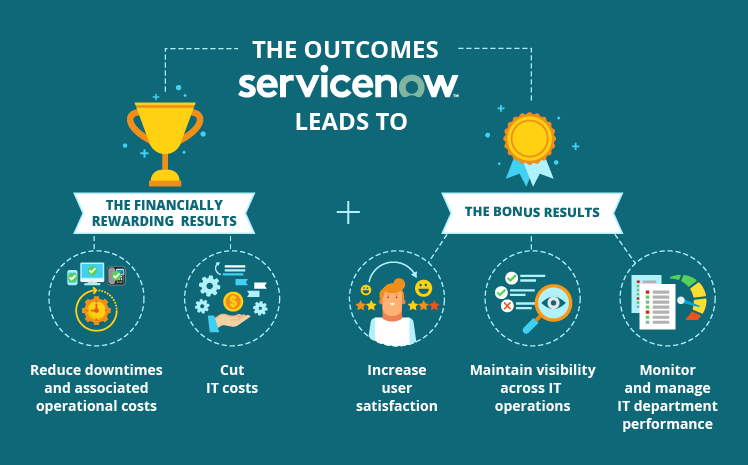 THE OUTCOMES
servicenow™
LEADS TO
THE FINANCIALLY
REWARDING RESULTS
THE BONUS RESULTS
$
Reduce downtimes
and associated
operational costs
Cut
IT costs
Increase
user
satisfaction
Maintain visibility
across IT
operations
Monitor
and manage
IT department
performance